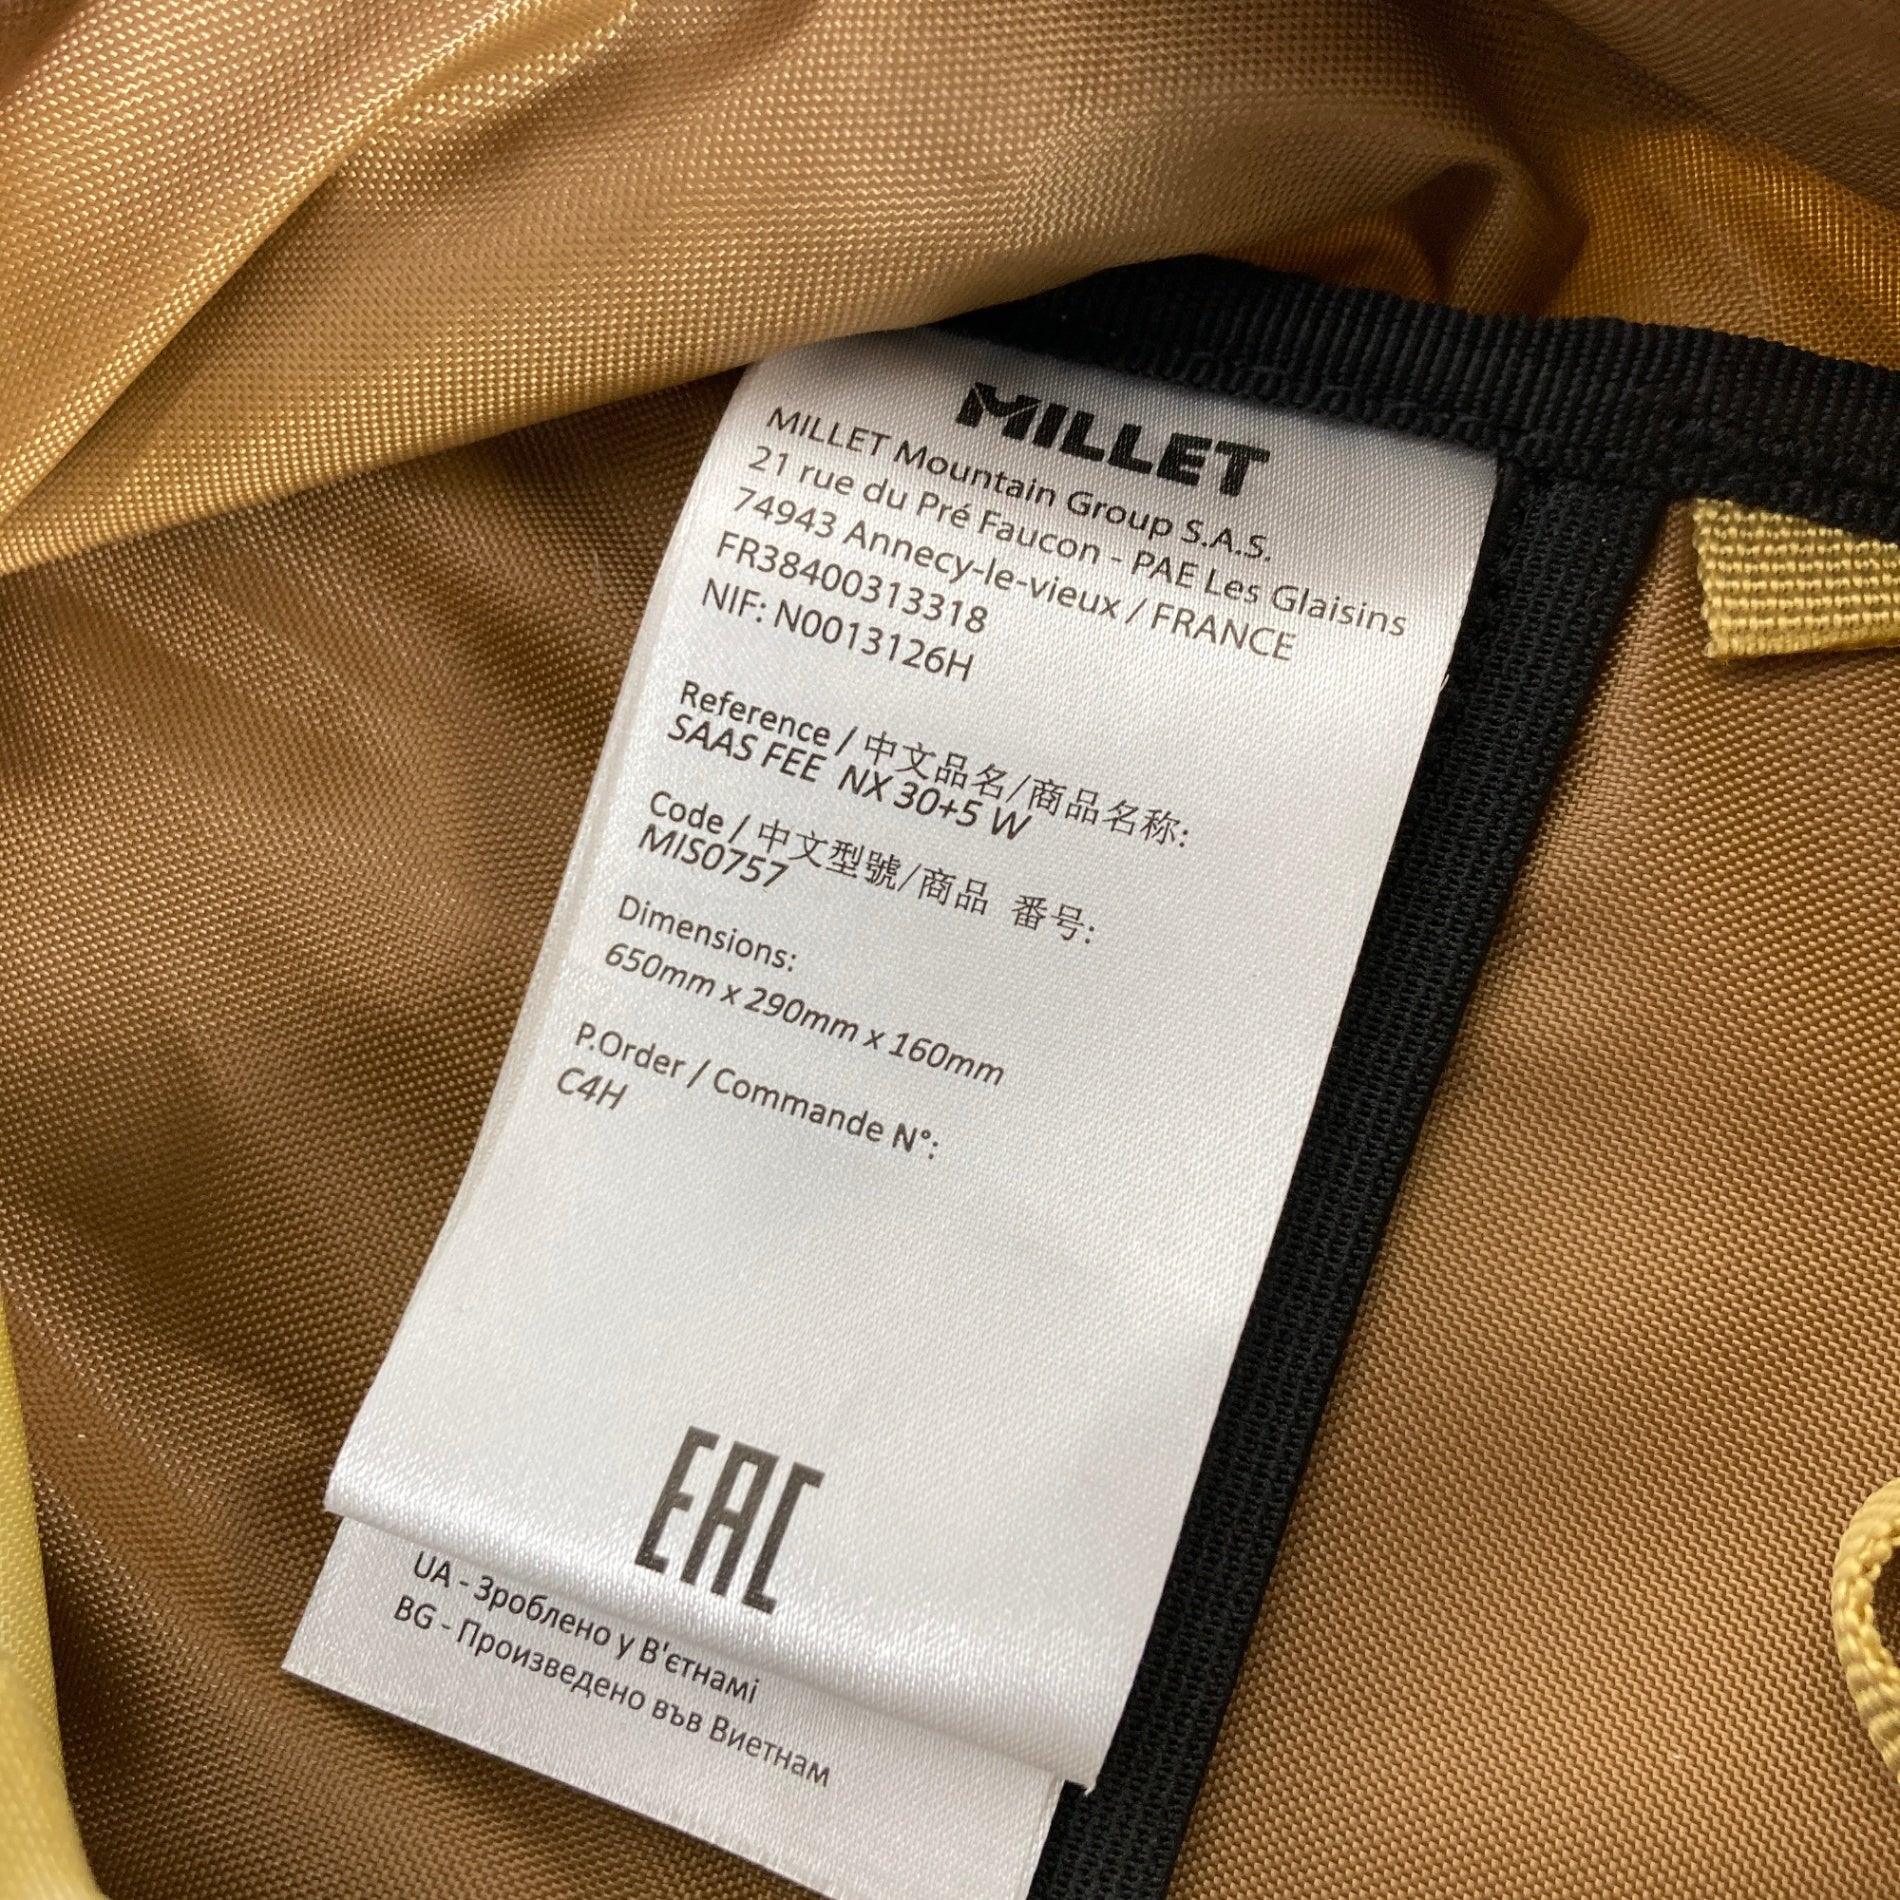 MILLET
MILLET Mountain Group S.A.S.
21 rue du Pré Faucon - PAE Les Glaisins
74943 Annecy-le-vieux / FRANCE
FR38400313318
NIF: N0013126H
Reference / 中文品名/商品名称:
SAAS FEE NX 30+5 W
Code / 中文型號/商品 番号:
MIS0757
Dimensions:
650mm x 290mm x 160mm
P.Order / Commande N°:
C4H
EAC
UA - Зроблено у В'єтнамі
BG - Произведено във Виетнам